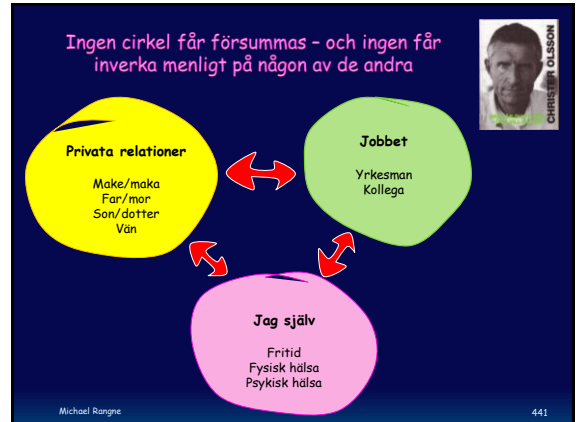 Ingen cirkel får försummas – och ingen får
inverka menligt på någon av de andra
CHRISTER OLSSON
Privata relationer
Make/maka
Far/mor
Son/dotter
Vän
Jobbet
Yrkesman
Kollega
Jag själv
Fritid
Fysisk hälsa
Psykisk hälsa
Michael Rangne
441